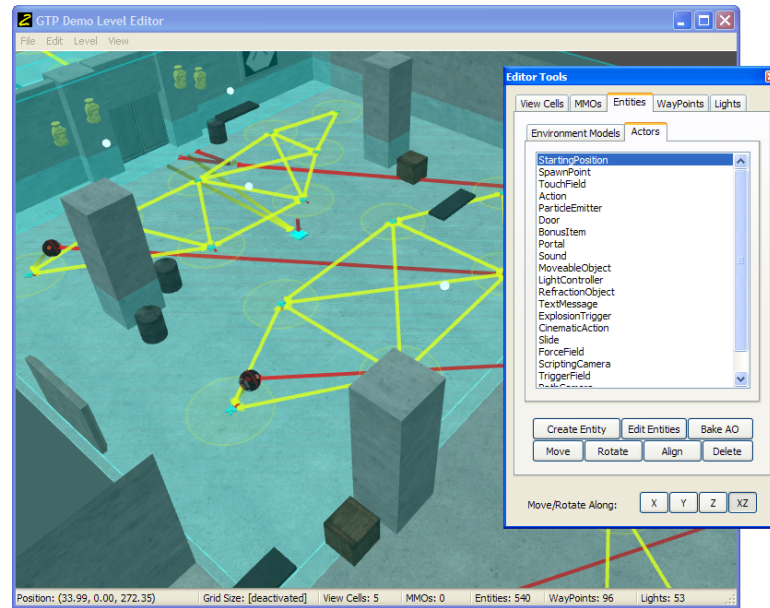 GTP Demo Level Editor
File Edit Level View
Editor Tools
View Cells MMOs Entities WayPoints Lights
Environment Models Actors
StartingPosition
SpawnPoint
TouchField
Action
ParticleEmitter
Door
BonusItem
Portal
Sound
MoveableObject
LightController
RefractionObject
TextMessage
ExplosionTrigger
CinematicAction
Slide
ForceField
ScriptingCamera
TriggerField
Create Entity Edit Entities Bake AO
Move Rotate Align Delete
Move/Rotate Along: X Y Z XZ
Position: (33.99, 0.00, 272.35) Grid Size: [deactivated] View Cells: 5 MMOs: 0 Entities: 540 WayPoints: 96 Lights: 53